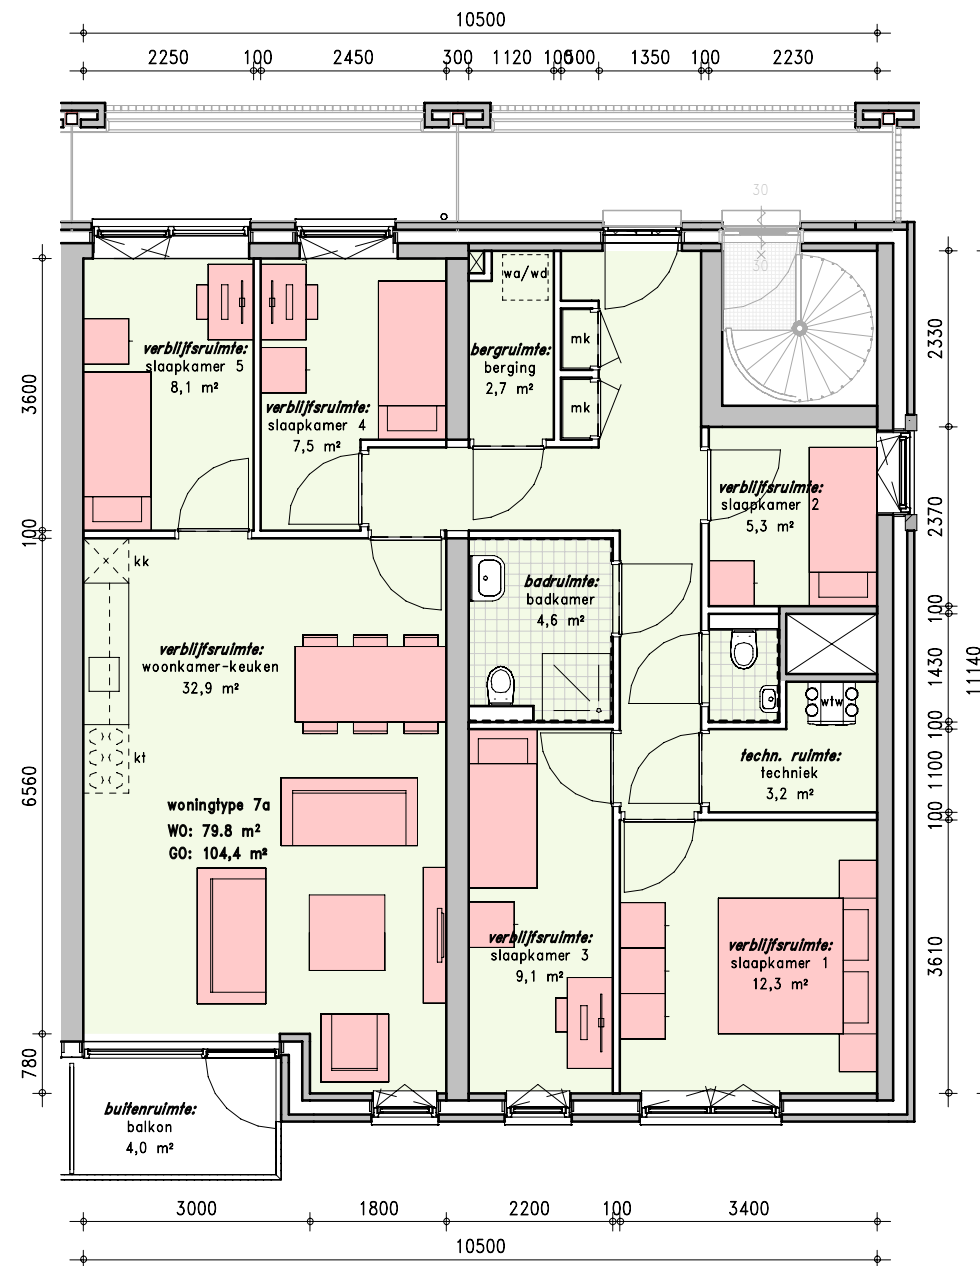 10500
2250 100 2450 300 1120 100 500 1350 100 2230
30
30
wa/wd
verblijfsruimte:
slaapkamer 5
8,1 m²
bergruimte:
berging
2,7 m²
mk
mk
verblijfsruimte:
slaapkamer 4
7,5 m²
3600
2330
verblijfsruimte:
slaapkamer 2
5,3 m²
100
2370
kk
badruimte:
badkamer
4,6 m²
100
verblijfsruimte:
woonkamer-keuken
32,9 m²
1430
11140
wtw
100
kt
techn. ruimte:
techniek
3,2 m²
1100
6560
woningtype 7a
WO: 79.8 m²
GO: 104,4 m²
100
verblijfsruimte:
slaapkamer 3
9,1 m²
verblijfsruimte:
slaapkamer 1
12,3 m²
3610
780
buitenruimte:
balkon
4,0 m²
3000 1800 2200 100 3400
10500